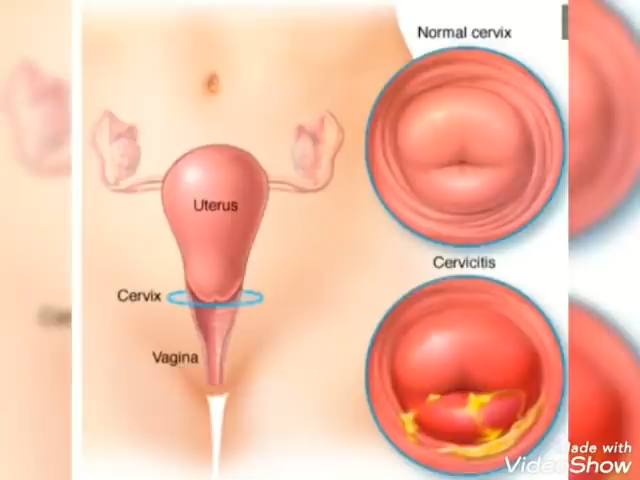 Normal cervix
Uterus
Cervicitis
Cervix
Vagina
Made with
VideoShow